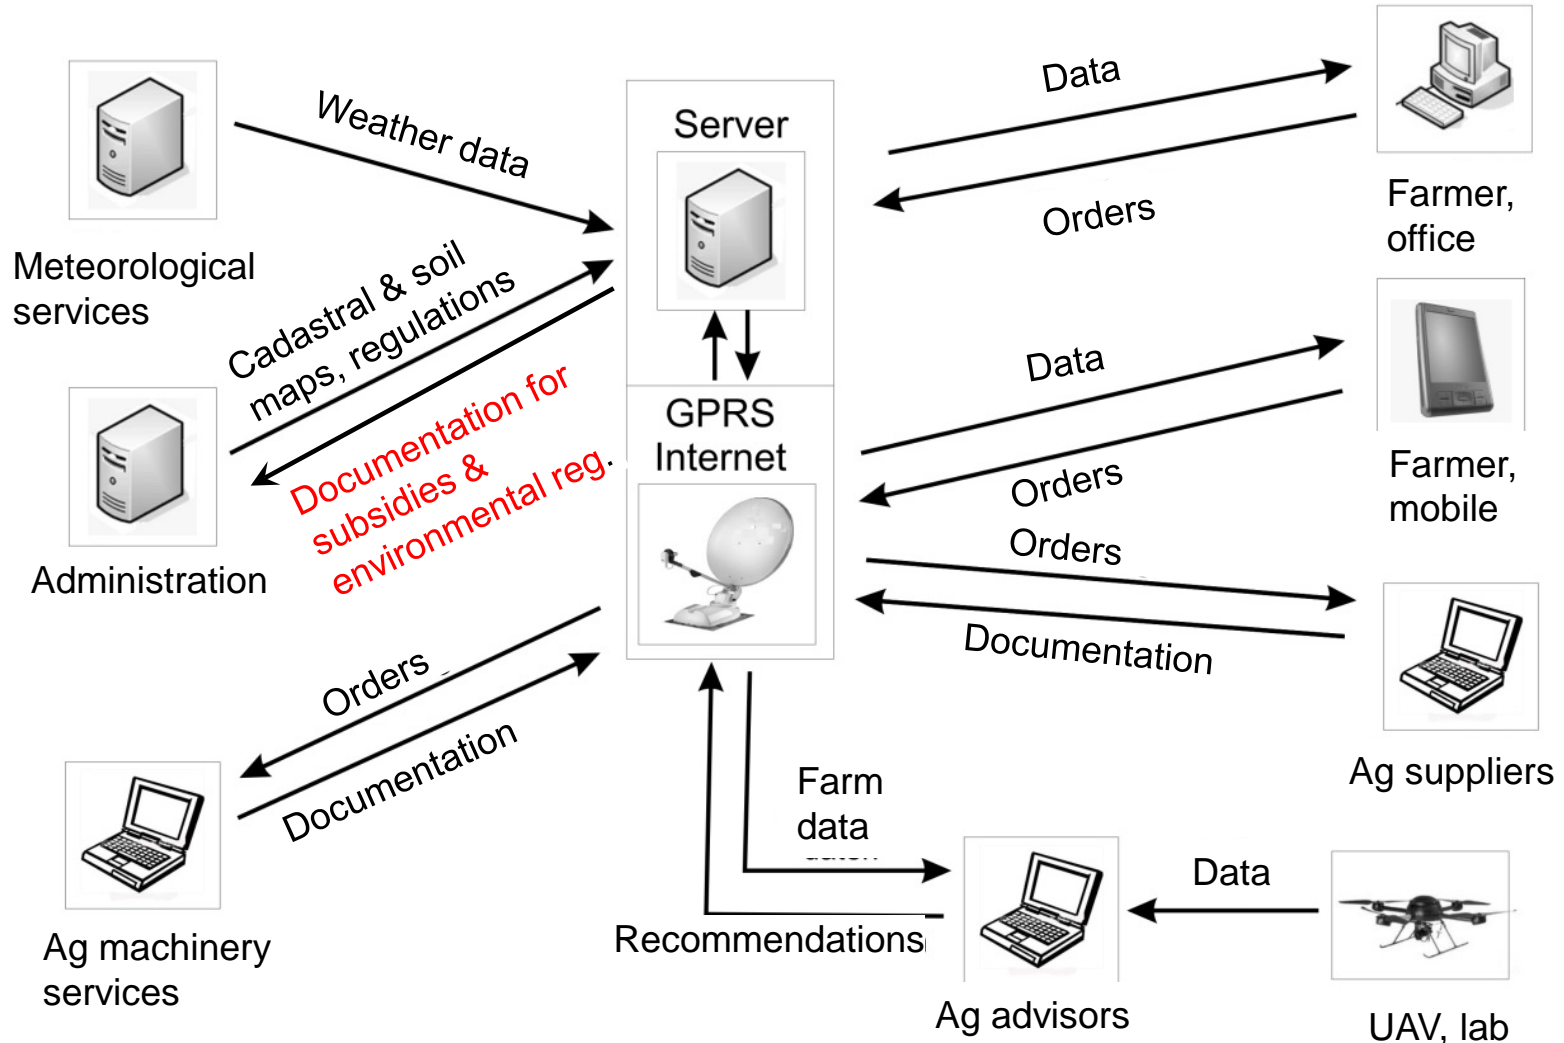 Data
Weather data
Server
Orders
Farmer,
office
Meteorological
services
Cadastral & soil
maps, regulations
Data
Documentation for
subsidies &
environmental reg.
GPRS
Internet
Orders
Farmer,
mobile
Administration
Orders
Documentation
Orders
Documentation
Ag suppliers
Farm
data
Data
Recommendations
Ag machinery
services
Ag advisors
UAV, lab